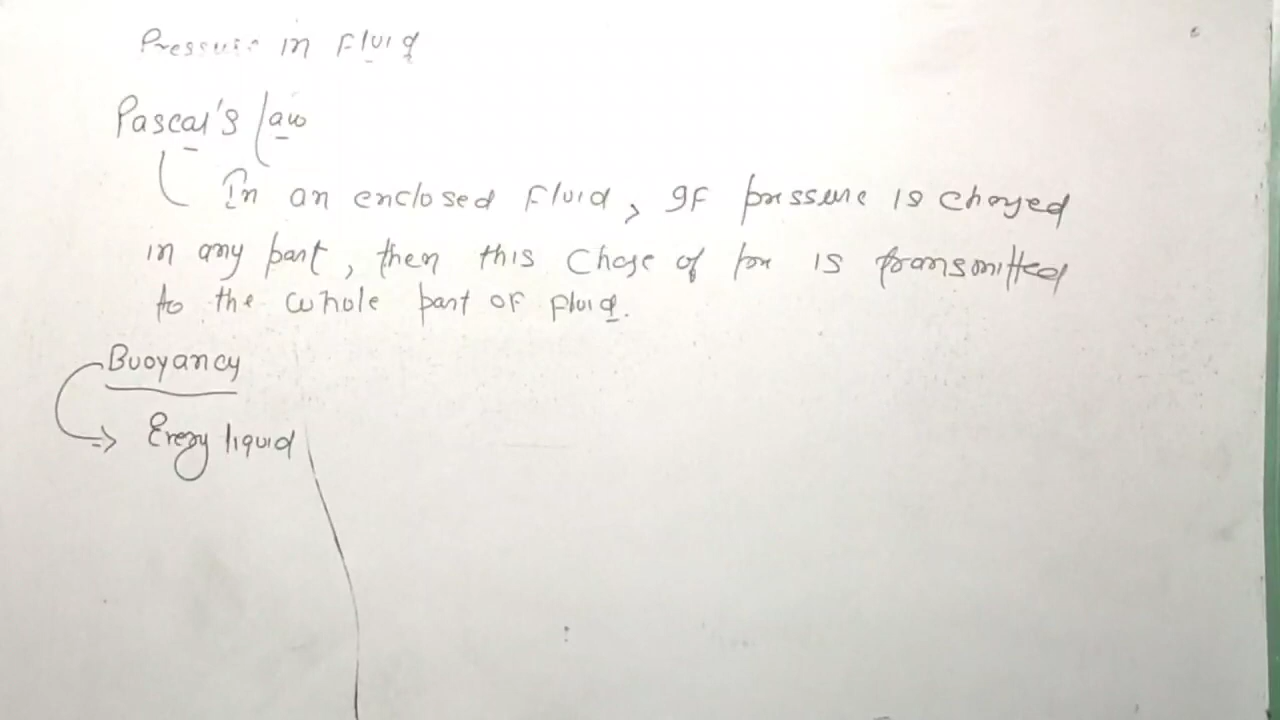 Pressure in Fluid
Pascal's law
In an enclosed Fluid, IF pressure is changed
in any part, then this Change of pre is transmitted
to the whole part OF Fluid.
Buoyancy
⇒ Every liquid